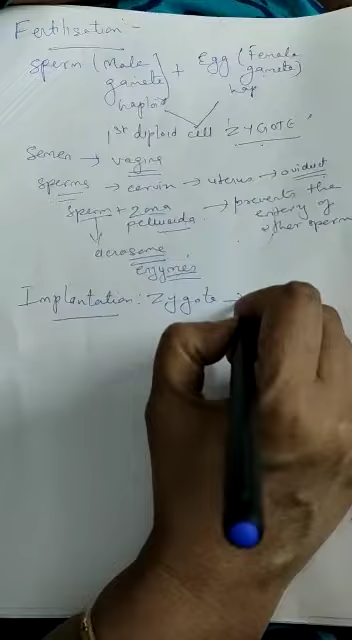 Fertilisation :-
Sperm (Male gamete) + Egg (Female gamete)
haploid hap
1st diploid cell 'ZYGOTE'
Semen → vagina
sperms → cervix → uterus → oviduct
Sperm + Zona pellucida → prevents the entery of other sperm
acrosome
enzymes
Implantation : Zygote →